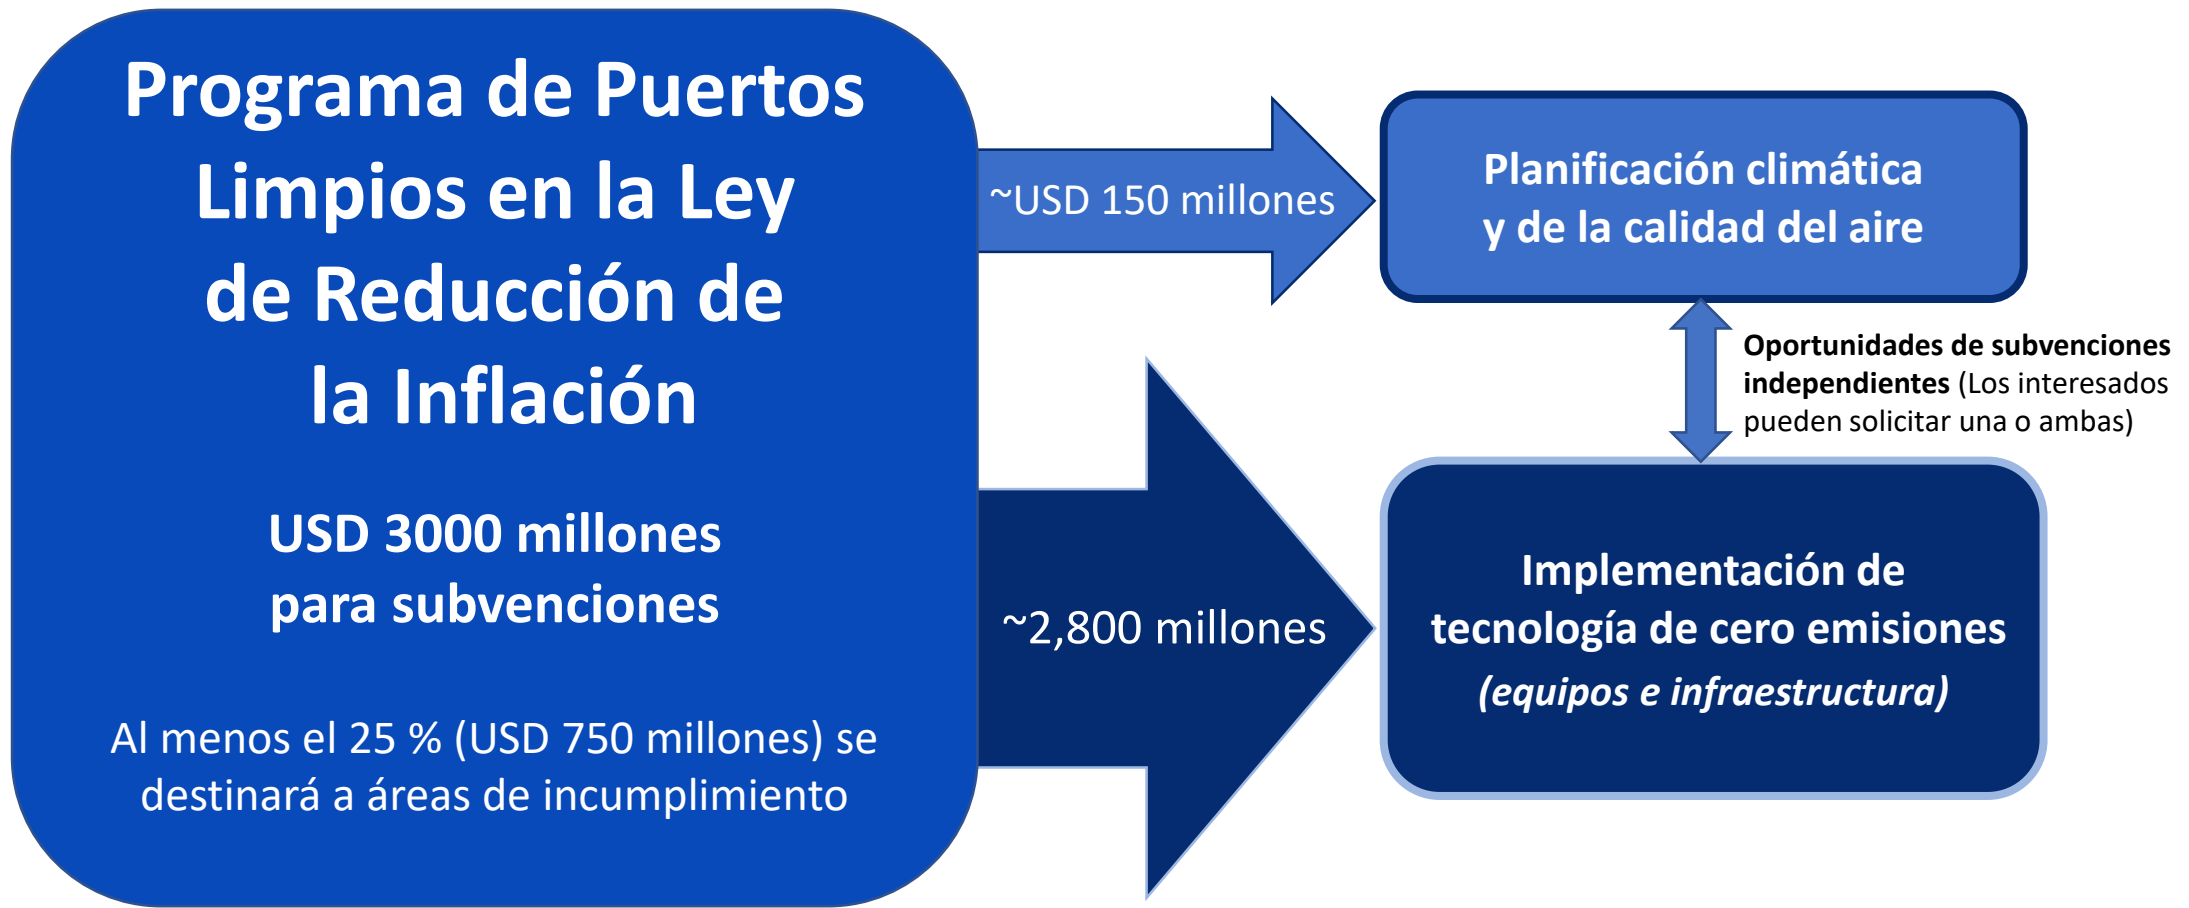 Programa de Puertos
Limpios en la Ley
de Reducción de
la Inflación
USD 3000 millones
para subvenciones
Al menos el 25 % (USD 750 millones) se
destinará a áreas de incumplimiento
~USD 150 millones
Planificación climática
y de la calidad del aire
Oportunidades de subvenciones
independientes (Los interesados
pueden solicitar una o ambas)
~2,800 millones
Implementación de
tecnología de cero emisiones
(equipos e infraestructura)